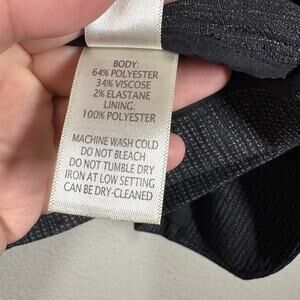 BODY:
64% POLYESTER
34% VISCOSE
2% ELASTANE
LINING:
100% POLYESTER
MACHINE WASH COLD
DO NOT BLEACH
DO NOT TUMBLE DRY
IRON AT LOW SETTING
CAN BE DRY-CLEANED